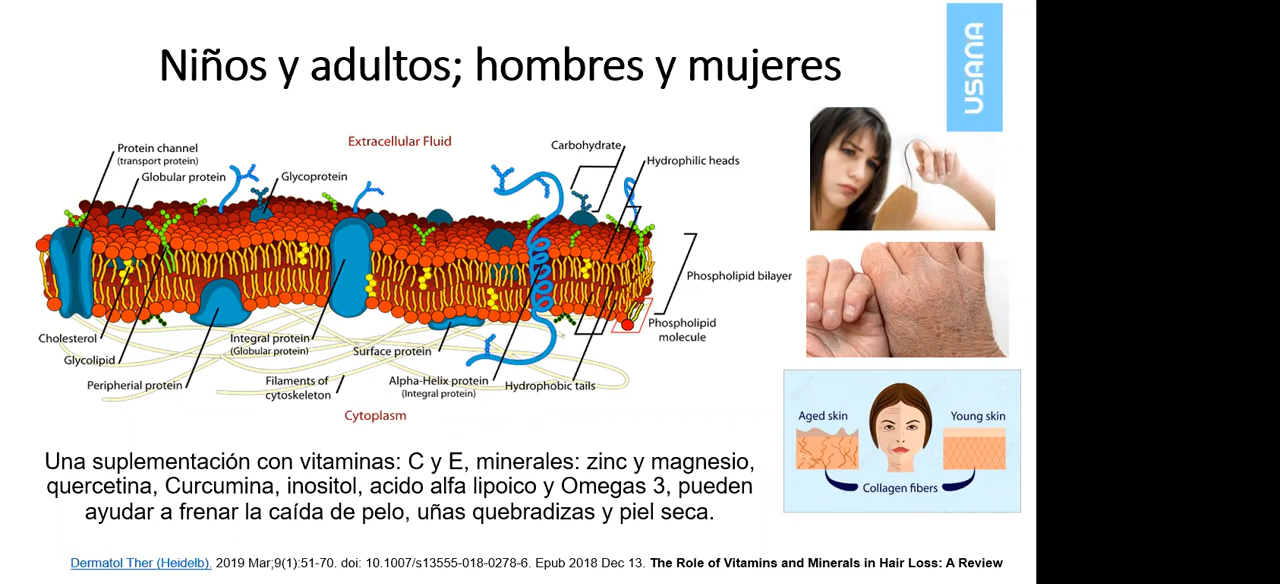 USANA
Niños y adultos; hombres y mujeres
Extracellular Fluid
Protein channel
(transport protein)
Globular protein
Glycoprotein
Carbohydrate
Hydrophilic heads
Phospholipid bilayer
Phospholipid
molecule
Cholesterol
Glycolipid
Peripherial protein
Integral protein
(Globular protein)
Filaments of
cytoskeleton
Surface protein
Alpha-Helix protein
(Integral protein)
Hydrophobic tails
Cytoplasm
Aged skin
Young skin
Collagen fibers
Una suplementación con vitaminas: C y E, minerales: zinc y magnesio,
quercetina, Curcumina, inositol, acido alfa lipoico y Omegas 3, pueden
ayudar a frenar la caída de pelo, uñas quebradizas y piel seca.
Dermatol Ther (Heidelb). 2019 Mar;9(1):51-70. doi: 10.1007/s13555-018-0278-6. Epub 2018 Dec 13. The Role of Vitamins and Minerals in Hair Loss: A Review